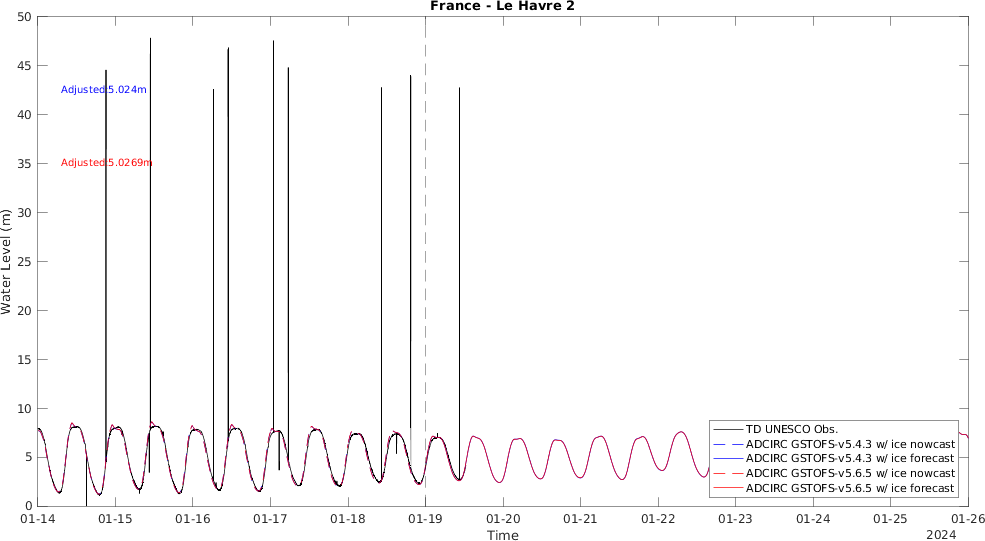 France - Le Havre 2
50
45
40
35
30
25
20
15
10
5
0
Water Level (m)
Adjusted:5.024m
Adjusted:5.0269m
TD UNESCO Obs.
ADCIRC GSTOFS-v5.4.3 w/ ice nowcast
ADCIRC GSTOFS-v5.4.3 w/ ice forecast
ADCIRC GSTOFS-v5.6.5 w/ ice nowcast
ADCIRC GSTOFS-v5.6.5 w/ ice forecast
01-14 01-15 01-16 01-17 01-18 01-19 01-20 01-21 01-22 01-23 01-24 01-25 01-26
Time
2024